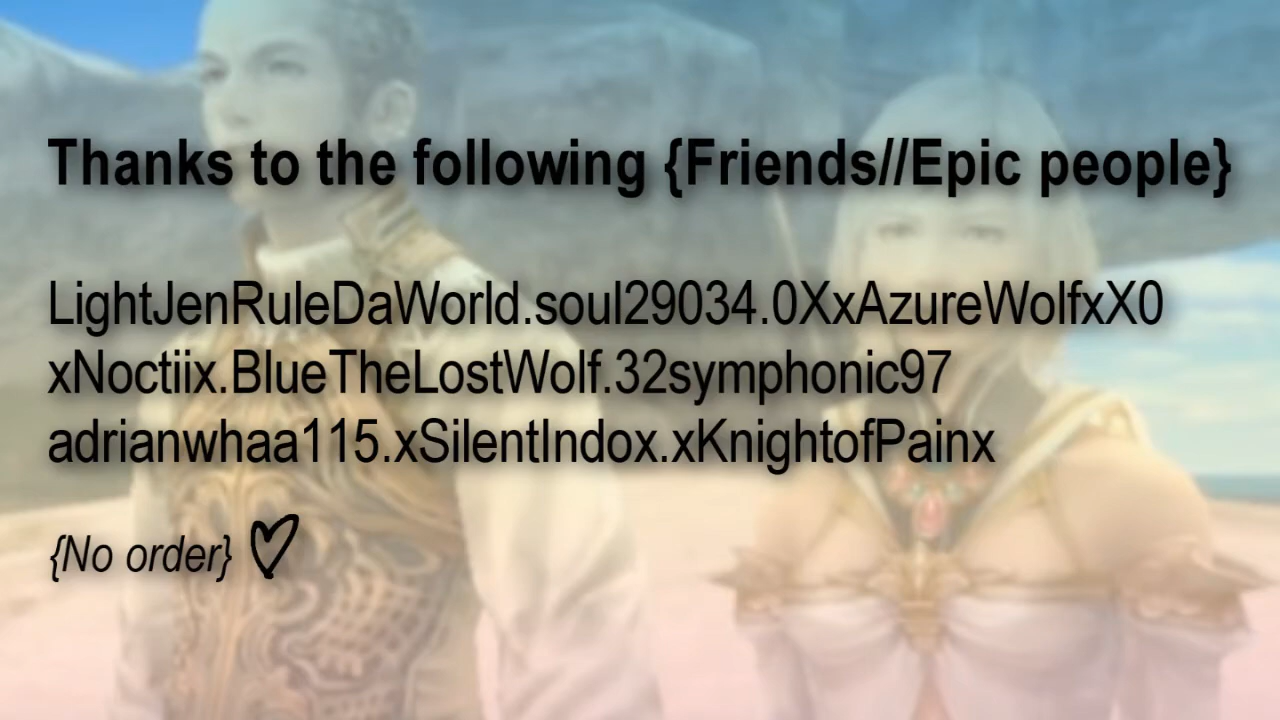 Thanks to the following {Friends//Epic people}
LightJenRuleDaWorld.soul29034.0XxAzureWolfxX0
xNoctiix.BlueTheLostWolf.32symphonic97
adrianwhaa115.xSilentIndox.xKnightofPainx
{No order} ♡